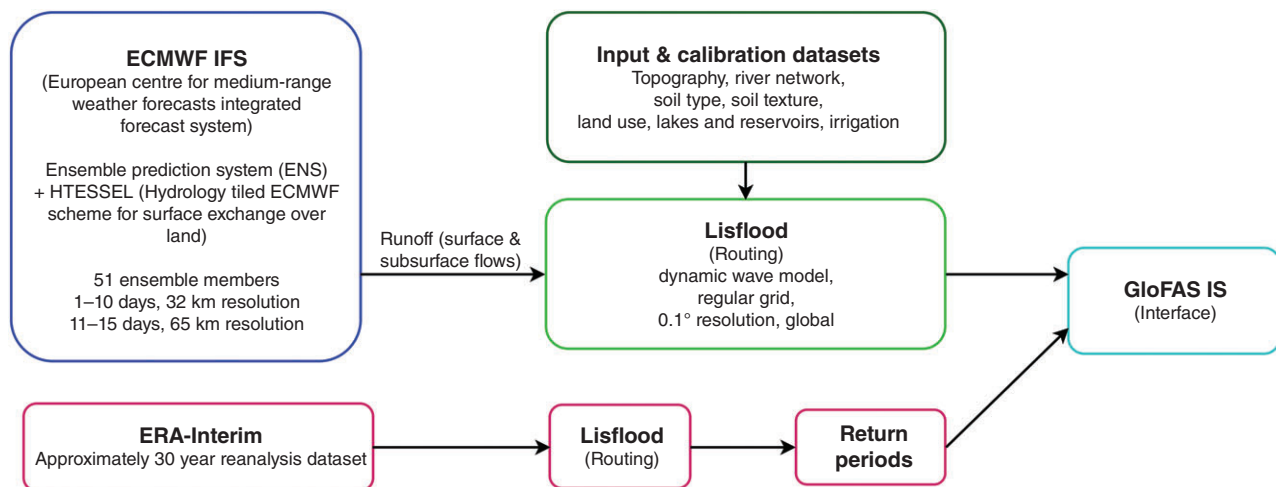 ECMWF IFS
(European centre for medium-range
weather forecasts integrated
forecast system)
Ensemble prediction system (ENS)
+ HTESSEL (Hydrology tiled ECMWF
scheme for surface exchange over
land)
51 ensemble members
1–10 days, 32 km resolution
11–15 days, 65 km resolution
Runoff (surface &
subsurface flows)
Input & calibration datasets
Topography, river network,
soil type, soil texture,
land use, lakes and reservoirs, irrigation
Lisflood
(Routing)
dynamic wave model,
regular grid,
0.1° resolution, global
GloFAS IS
(Interface)
ERA-Interim
Approximately 30 year reanalysis dataset
Lisflood
(Routing)
Return
periods